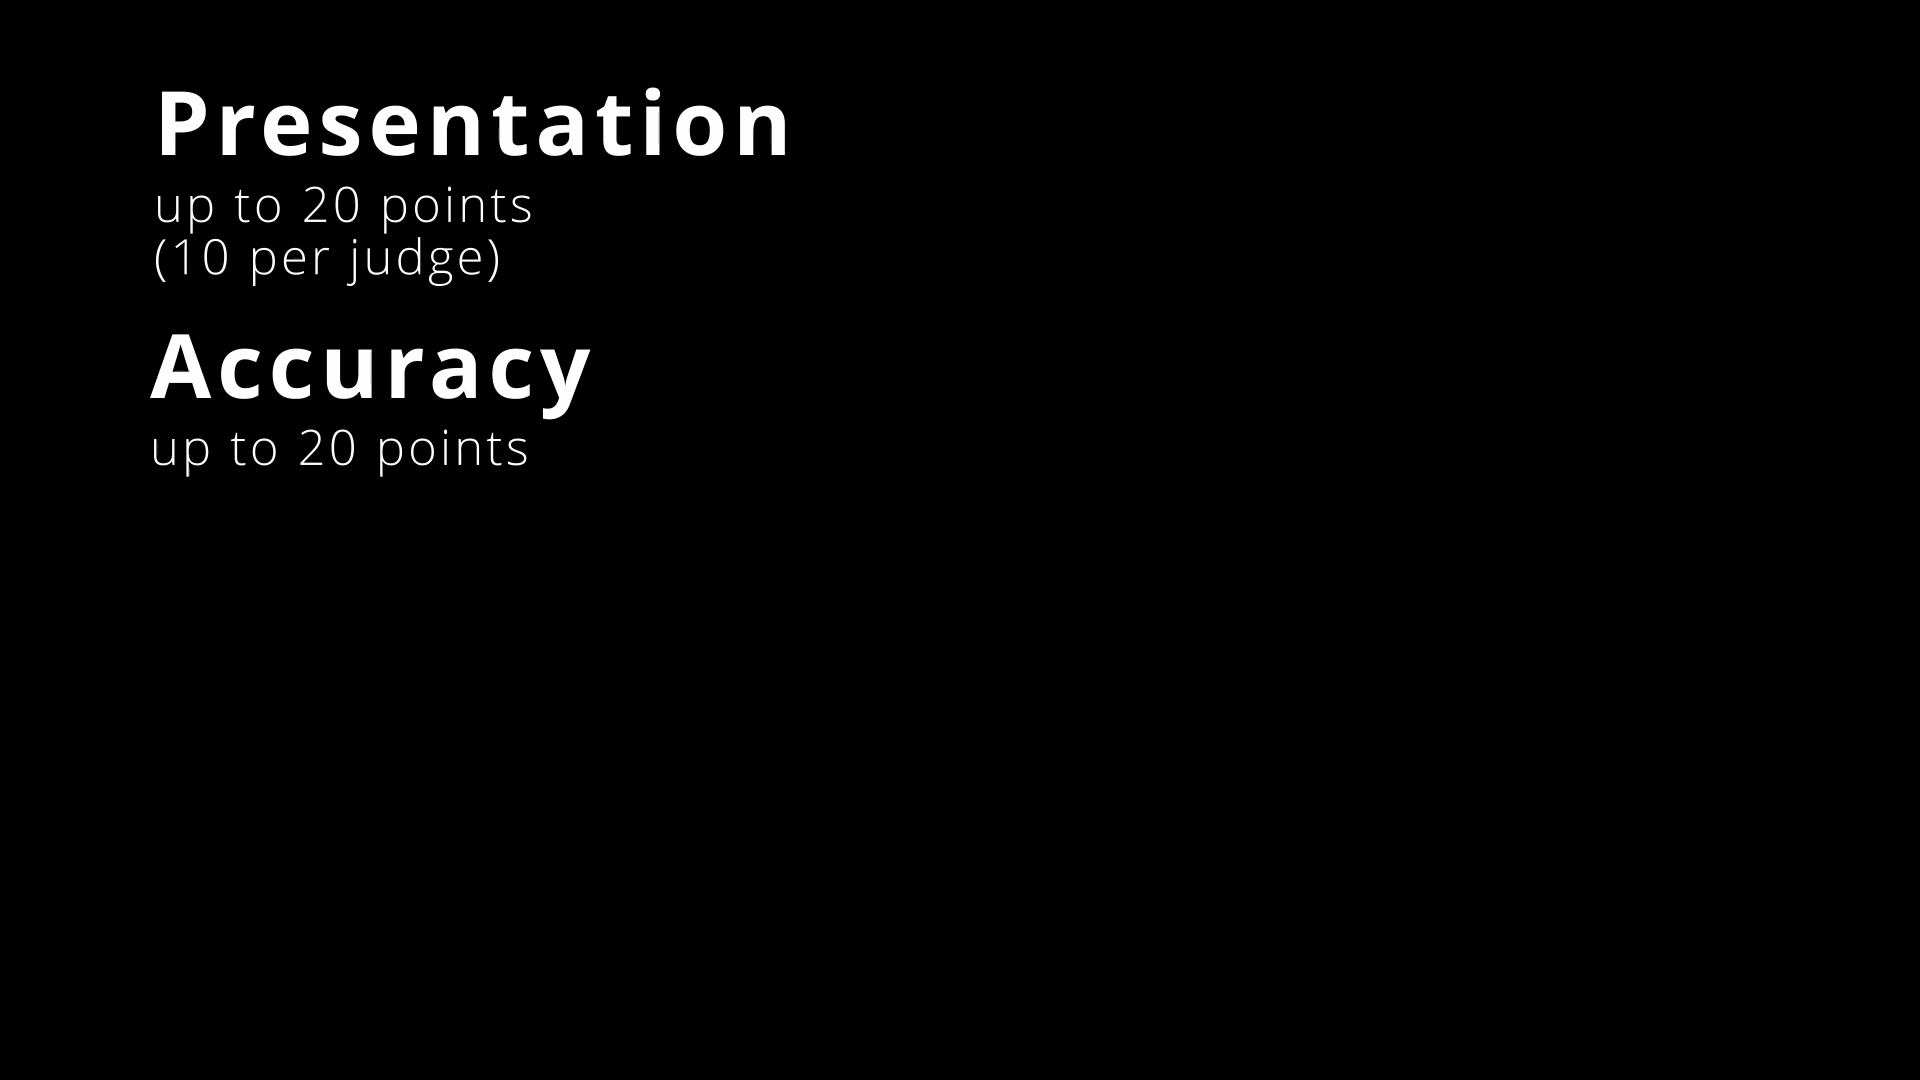 Presentation
up to 20 points
(10 per judge)
Accuracy
up to 20 points